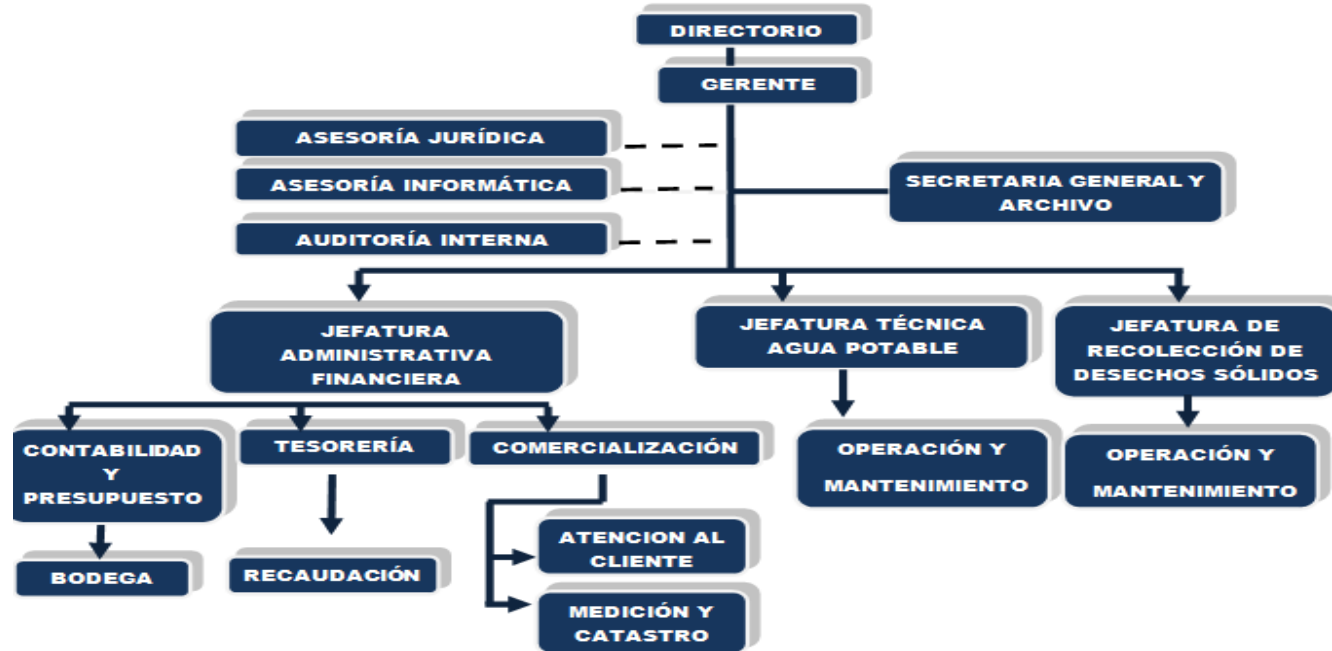 DIRECTORIO
GERENTE
ASESORÍA JURÍDICA
ASESORÍA INFORMÁTICA
SECRETARIA GENERAL Y
ARCHIVO
AUDITORÍA INTERNA
JEFATURA
ADMINISTRATIVA
FINANCIERA
JEFATURA TÉCNICA
AGUA POTABLE
JEFATURA DE
RECOLECCIÓN DE
DESECHOS SÓLIDOS
CONTABILIDAD
Y
PRESUPUESTO
TESORERÍA
COMERCIALIZACIÓN
OPERACIÓN Y
MANTENIMIENTO
OPERACIÓN Y
MANTENIMIENTO
BODEGA
RECAUDACIÓN
ATENCION AL
CLIENTE
MEDICIÓN Y
CATASTRO